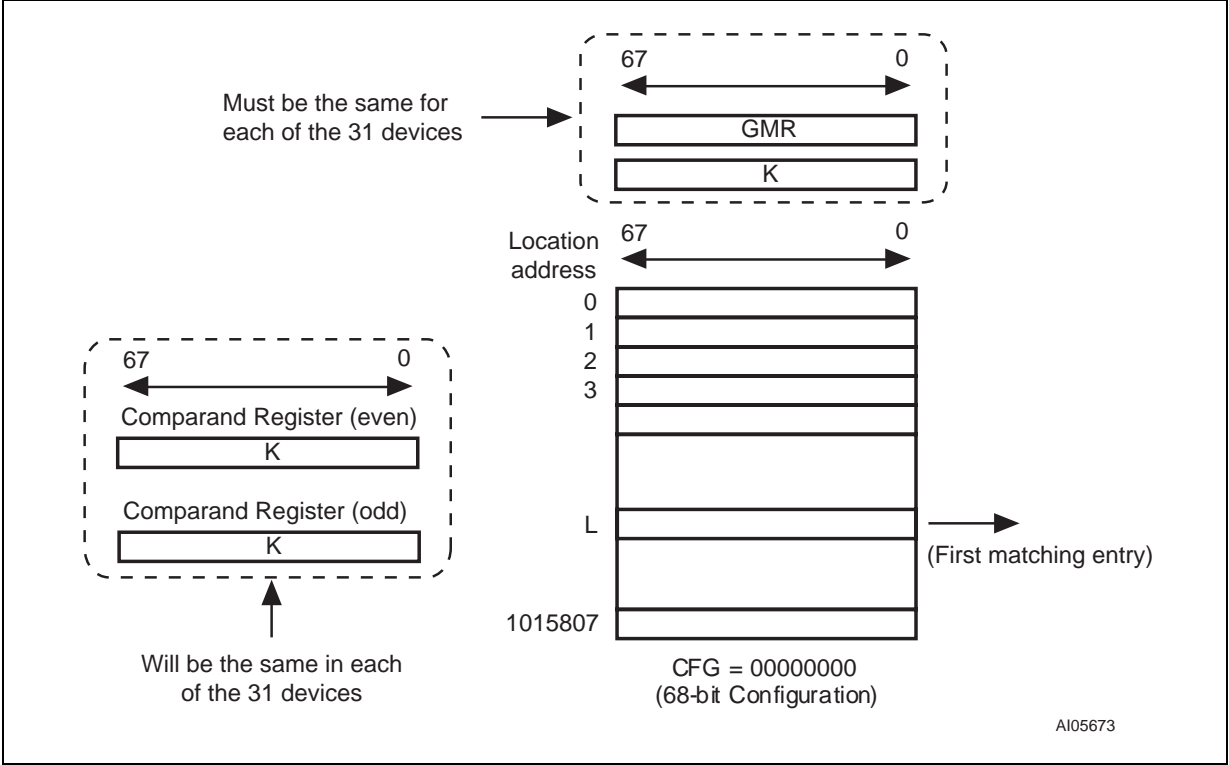 67 0
Must be the same for
each of the 31 devices
GMR
K
Location
address
67 0
0
1
2
3
67 0
Comparand Register (even)
K
Comparand Register (odd)
K
L
(First matching entry)
1015807
Will be the same in each
of the 31 devices
CFG = 00000000
(68-bit Configuration)
AI05673